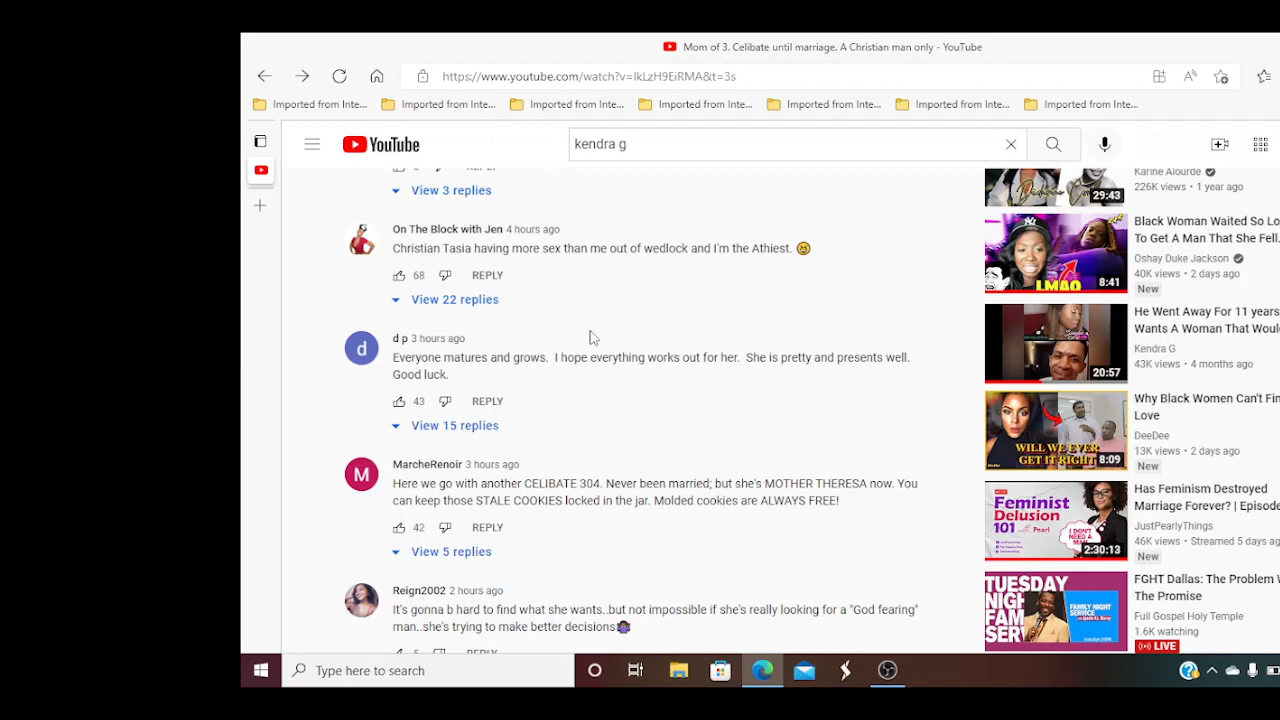 Mom of 3. Celibate until marriage. A Christian man only - YouTube
https://www.youtube.com/watch?v=IkLzH9EiRMA&t=3s
Imported from Inte...
Imported from Inte...
Imported from Inte...
Imported from Inte...
Imported from Inte...
Imported from Inte...
Imported from Inte...
YouTube
kendra g
View 3 replies
On The Block with Jen 4 hours ago
Christian Tasia having more sex than me out of wedlock and I'm the Athiest.
68 REPLY
View 22 replies
d
d p 3 hours ago
Everyone matures and grows. I hope everything works out for her. She is pretty and presents well.
Good luck.
43 REPLY
View 15 replies
M
MarcheRenoir 3 hours ago
Here we go with another CELIBATE 304. Never been married; but she's MOTHER THERESA now. You
can keep those STALE COOKIES locked in the jar. Molded cookies are ALWAYS FREE!
42 REPLY
View 5 replies
Reign2002 2 hours ago
It's gonna b hard to find what she wants..but not impossible if she's really looking for a "God fearing"
man..she's trying to make better decisions
5 REPLY
29:43
Karine Alourde
226K views • 1 year ago
LMAO
8:41
Black Woman Waited So Lo
To Get A Man That She Fell.
Oshay Duke Jackson
40K views • 2 days ago
New
20:57
He Went Away For 11 years
Wants A Woman That Would
Kendra G
43K views • 4 months ago
WILL WE EVER
GET IT RIGHT
8:09
Why Black Women Can't Fin
Love
DeeDee
13K views • 2 days ago
New
Feminist
Delusion
101 with Pearl
I DON'T
NEED A
2:30:13
Has Feminism Destroyed
Marriage Forever? | Episode
JustPearlyThings
46K views • Streamed 5 days ag
New
TUESDAY
NIGH
FAM
SERV
FAMILY NIGHT
SERVICE
FGHT Dallas: The Problem W
The Promise
Full Gospel Holy Temple
1.6K watching
LIVE
Type here to search